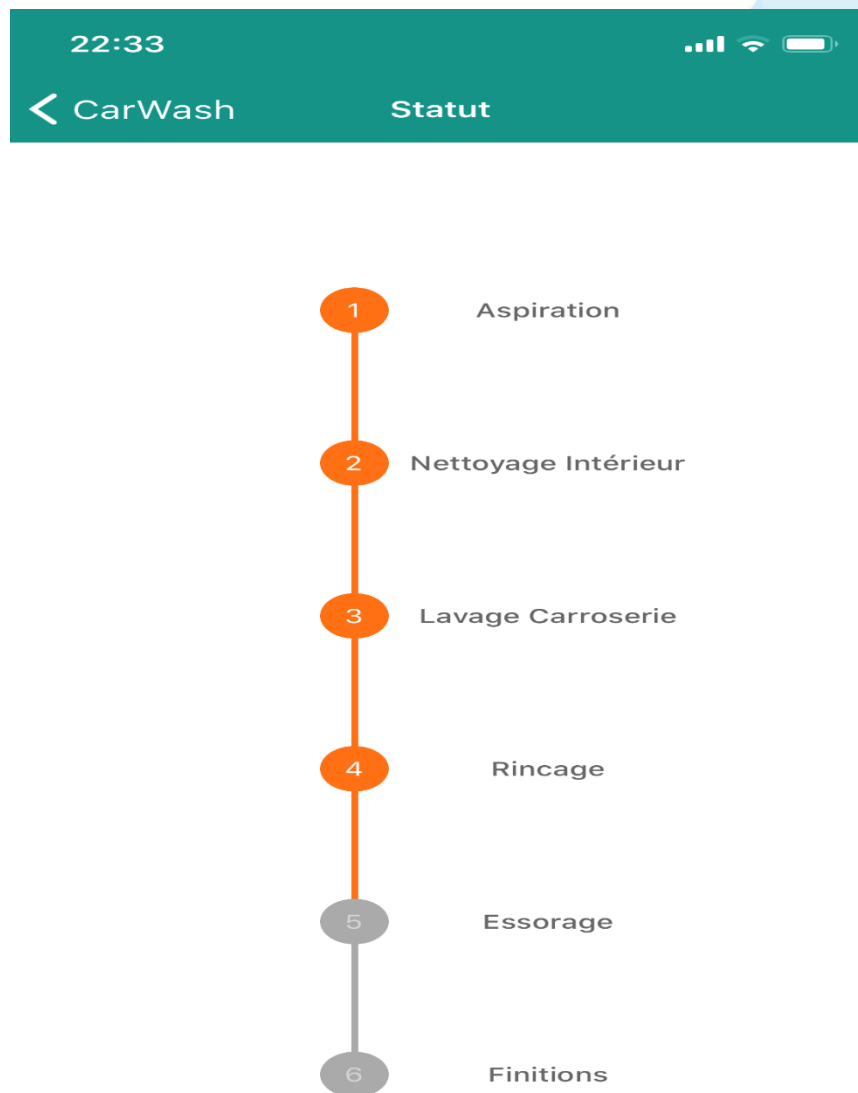 22:33
CarWash
Statut
1 Aspiration
2 Nettoyage Intérieur
3 Lavage Carroserie
4 Rincage
5 Essorage
6 Finitions